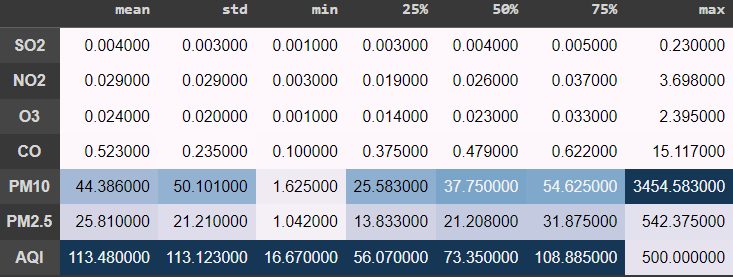 mean std min 25% 50% 75% max
SO2 0.004000 0.003000 0.001000 0.003000 0.004000 0.005000 0.230000
NO2 0.029000 0.029000 0.003000 0.019000 0.026000 0.037000 3.698000
O3 0.024000 0.020000 0.001000 0.014000 0.023000 0.033000 2.395000
CO 0.523000 0.235000 0.100000 0.375000 0.479000 0.622000 15.117000
PM10 44.386000 50.101000 1.625000 25.583000 37.750000 54.625000 3454.583000
PM2.5 25.810000 21.210000 1.042000 13.833000 21.208000 31.875000 542.375000
AQI 113.480000 113.123000 16.670000 56.070000 73.350000 108.885000 500.000000